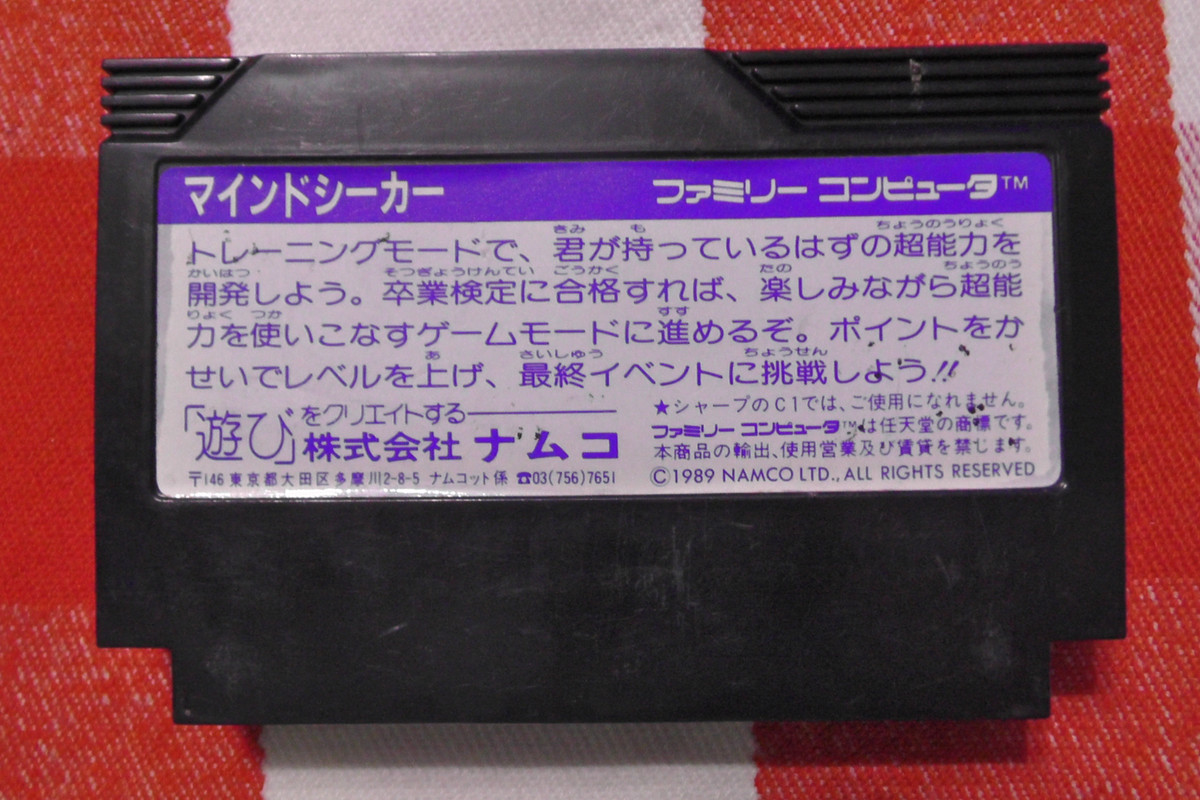 マインドシーカー
ファミリー コンピュータ™
トレーニングモードで、君が持っているはずの超能力を
開発しよう。卒業検定に合格すれば、楽しみながら超能
力を使いこなすゲームモードに進めるぞ。ポイントをか
せいでレベルを上げ、最終イベントに挑戦しよう!!
「遊び」をクリエイトする
株式会社 ナムコ
〒146 東京都大田区多摩川2-8-5 ナムコット係 ☎03(756)7651
★シャープのC1では、ご使用になれません。
ファミリー コンピュータ™は任天堂の商標です。
本商品の輸出、使用営業及び賃貸を禁じます。
©1989 NAMCO LTD., ALL RIGHTS RESERVED